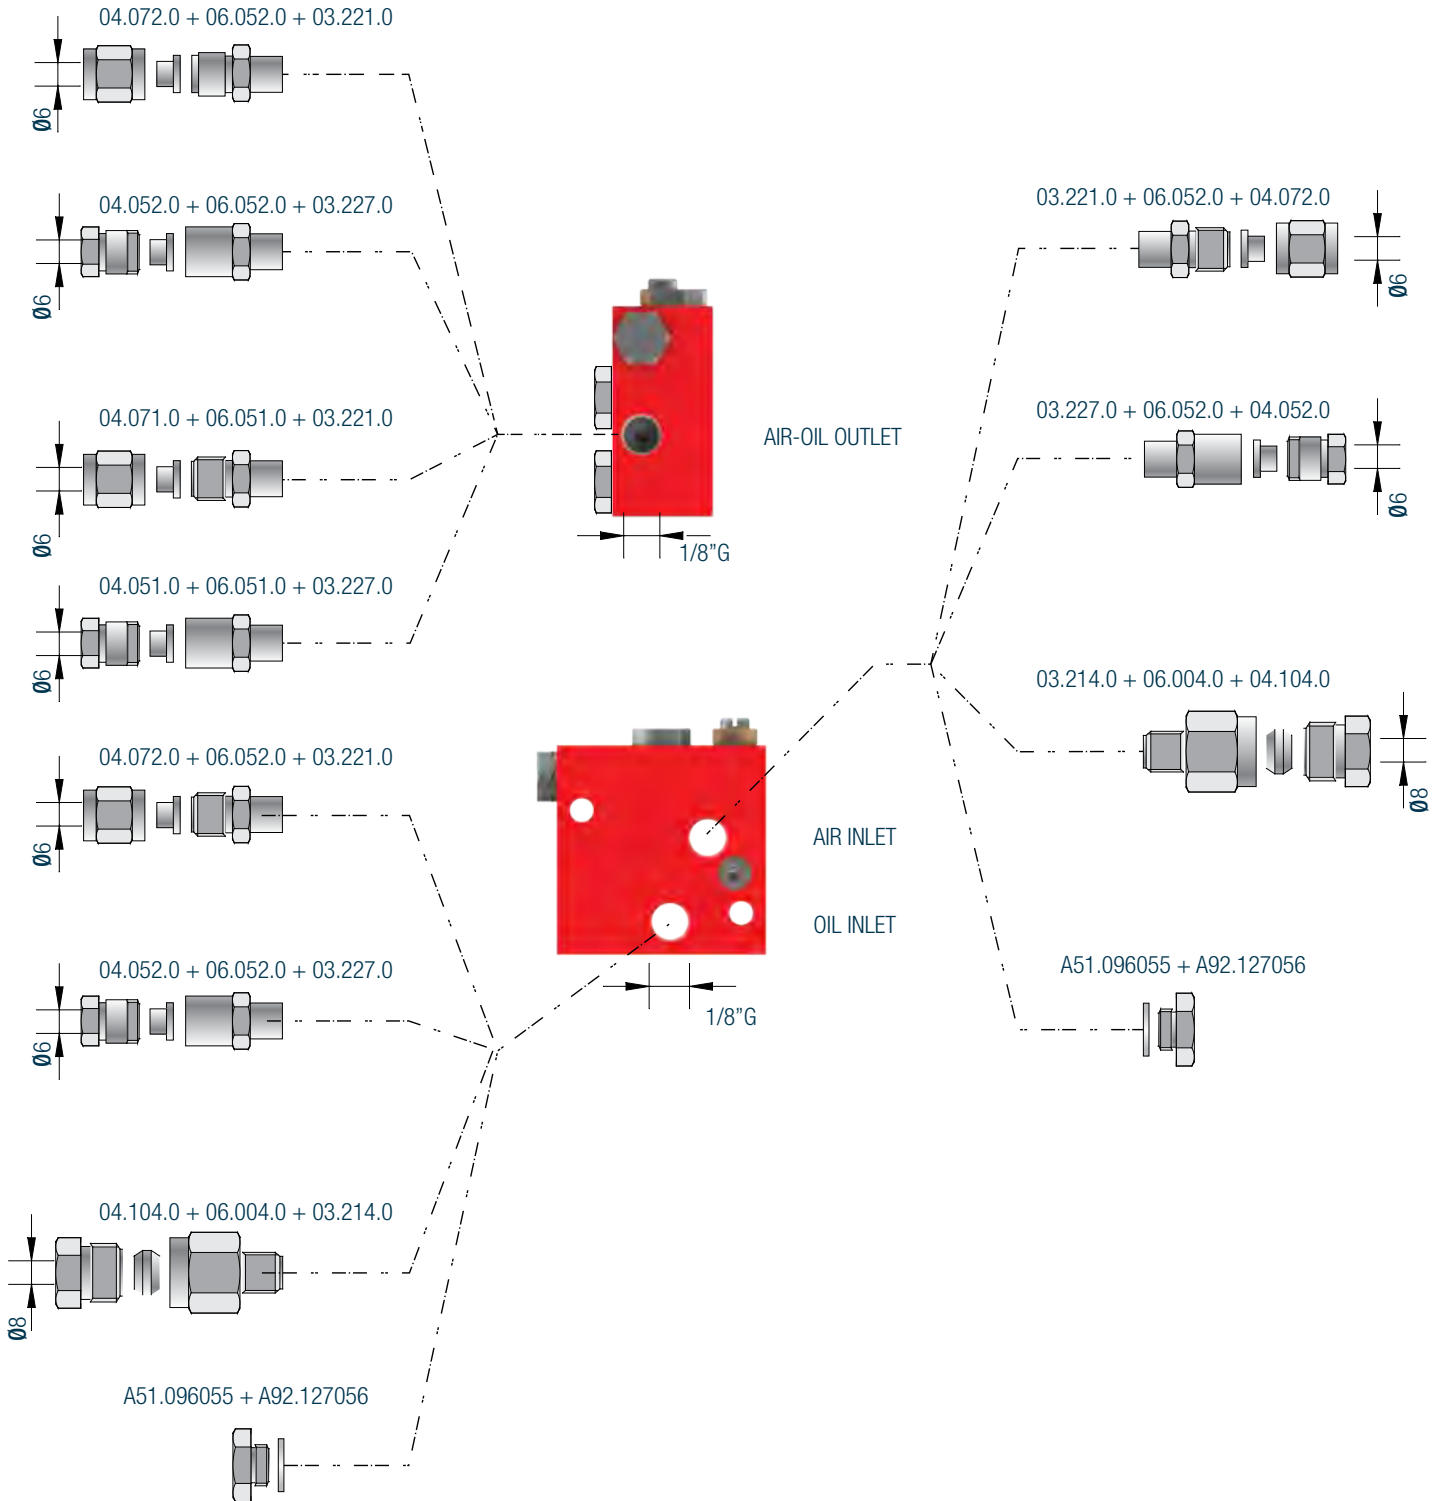 04.072.0 + 06.052.0 + 03.221.0
Ø6
04.052.0 + 06.052.0 + 03.227.0
Ø6
04.071.0 + 06.051.0 + 03.221.0
Ø6
04.051.0 + 06.051.0 + 03.227.0
Ø6
AIR-OIL OUTLET
1/8”G
04.072.0 + 06.052.0 + 03.221.0
Ø6
04.052.0 + 06.052.0 + 03.227.0
Ø6
04.104.0 + 06.004.0 + 03.214.0
Ø8
A51.096055 + A92.127056
AIR INLET
OIL INLET
1/8”G
03.221.0 + 06.052.0 + 04.072.0
Ø6
03.227.0 + 06.052.0 + 04.052.0
Ø6
03.214.0 + 06.004.0 + 04.104.0
Ø8
A51.096055 + A92.127056